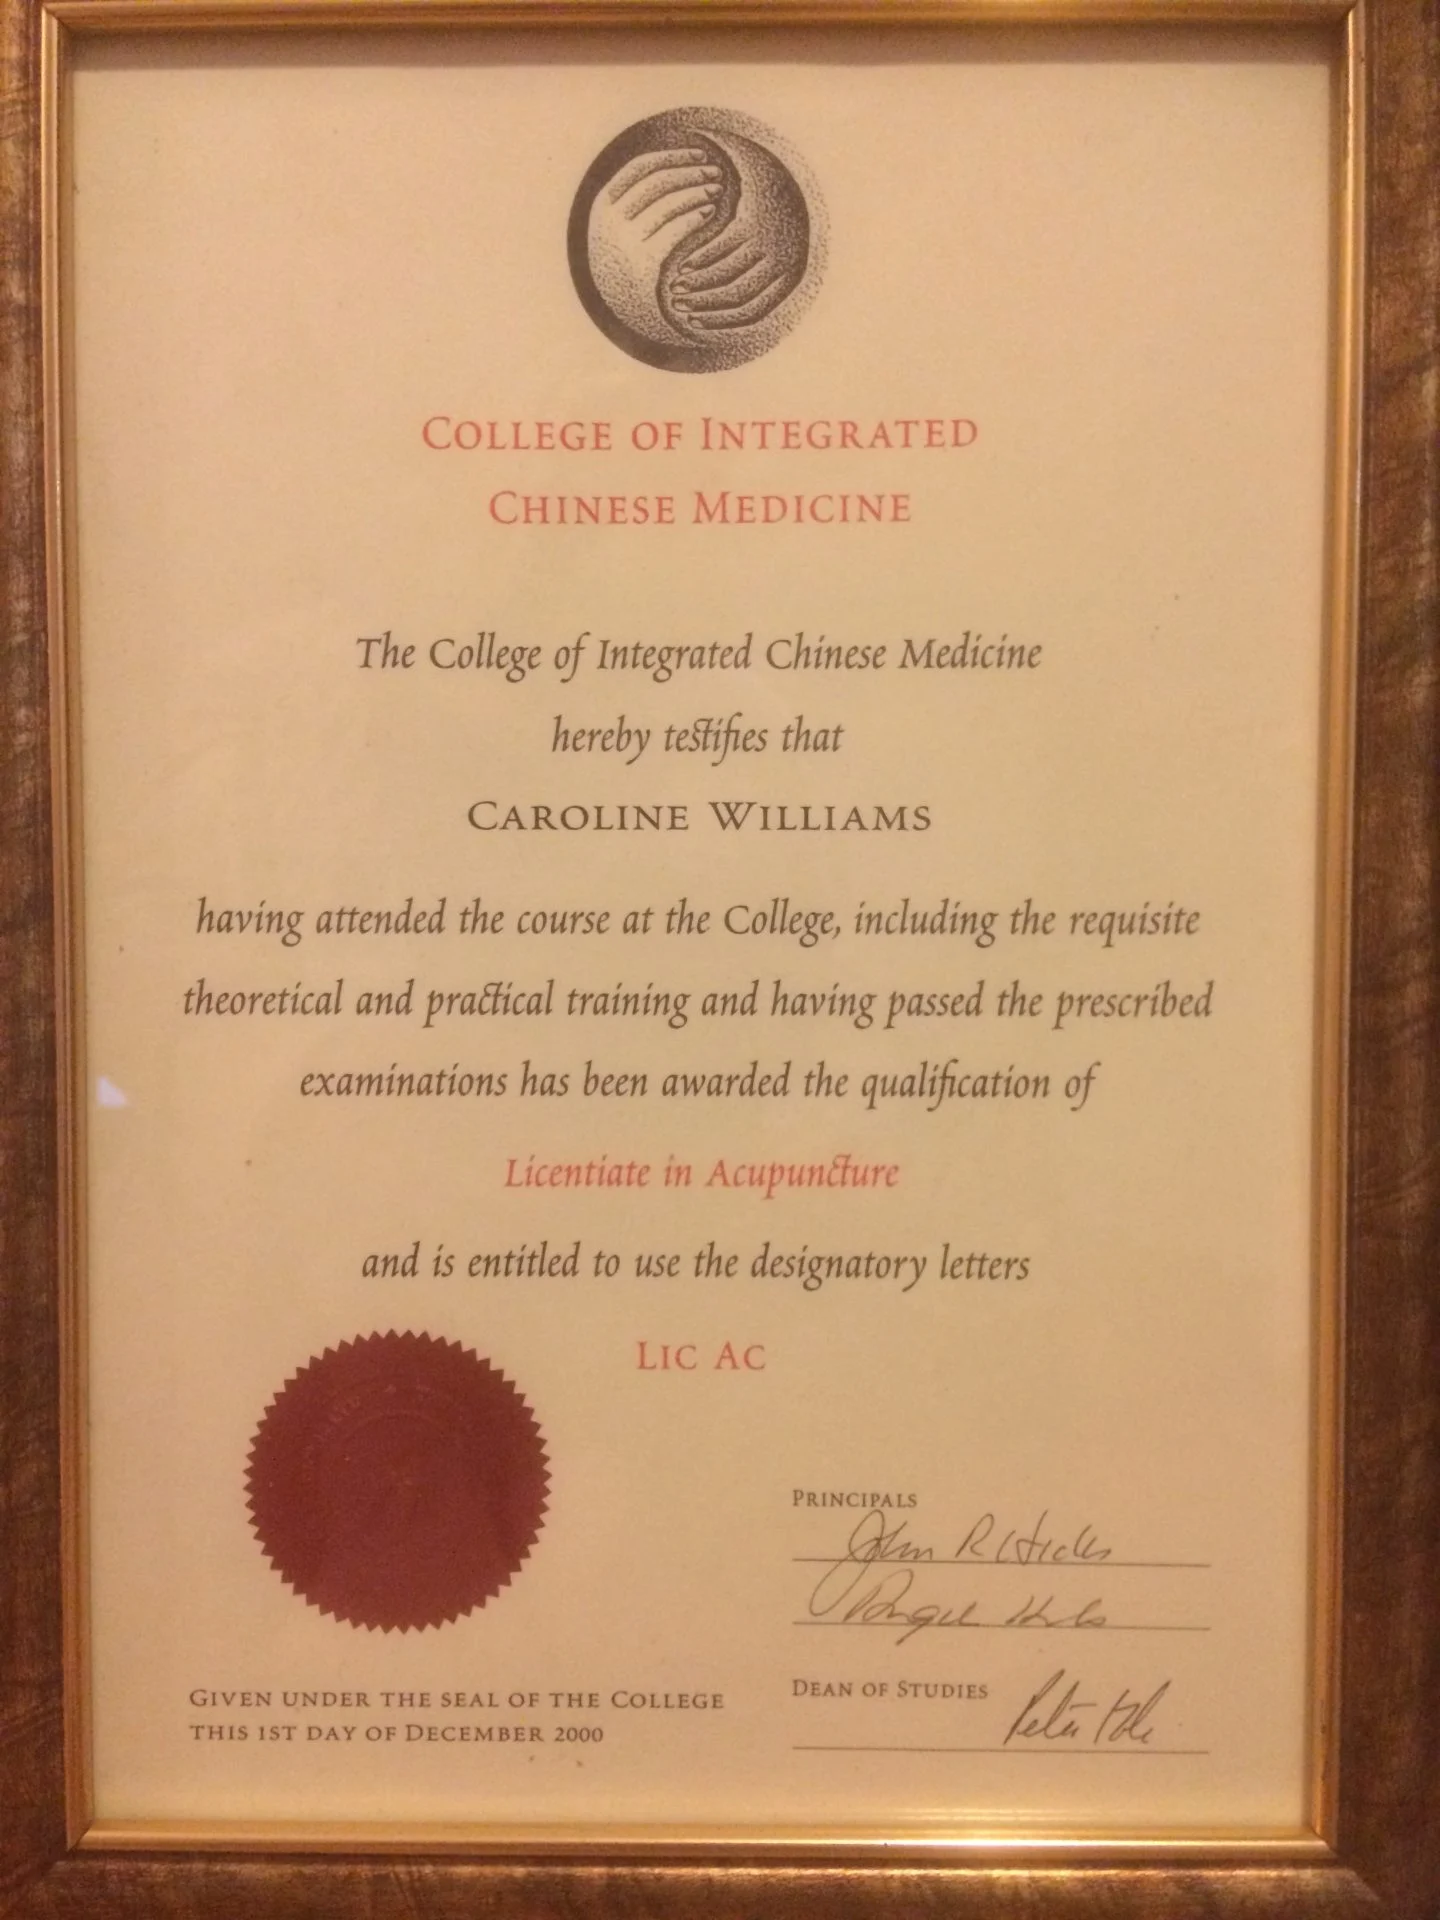 COLLEGE OF INTEGRATED
CHINESE MEDICINE
The College of Integrated Chinese Medicine
hereby testifies that
CAROLINE WILLIAMS
having attended the course at the College, including the requisite
theoretical and practical training and having passed the prescribed
examinations has been awarded the qualification of
Licentiate in Acupuncture
and is entitled to use the designatory letters
LIC AC
PRINCIPALS
John R Hicks
DEAN OF STUDIES
Peter
GIVEN UNDER THE SEAL OF THE COLLEGE
THIS 1ST DAY OF DECEMBER 2000